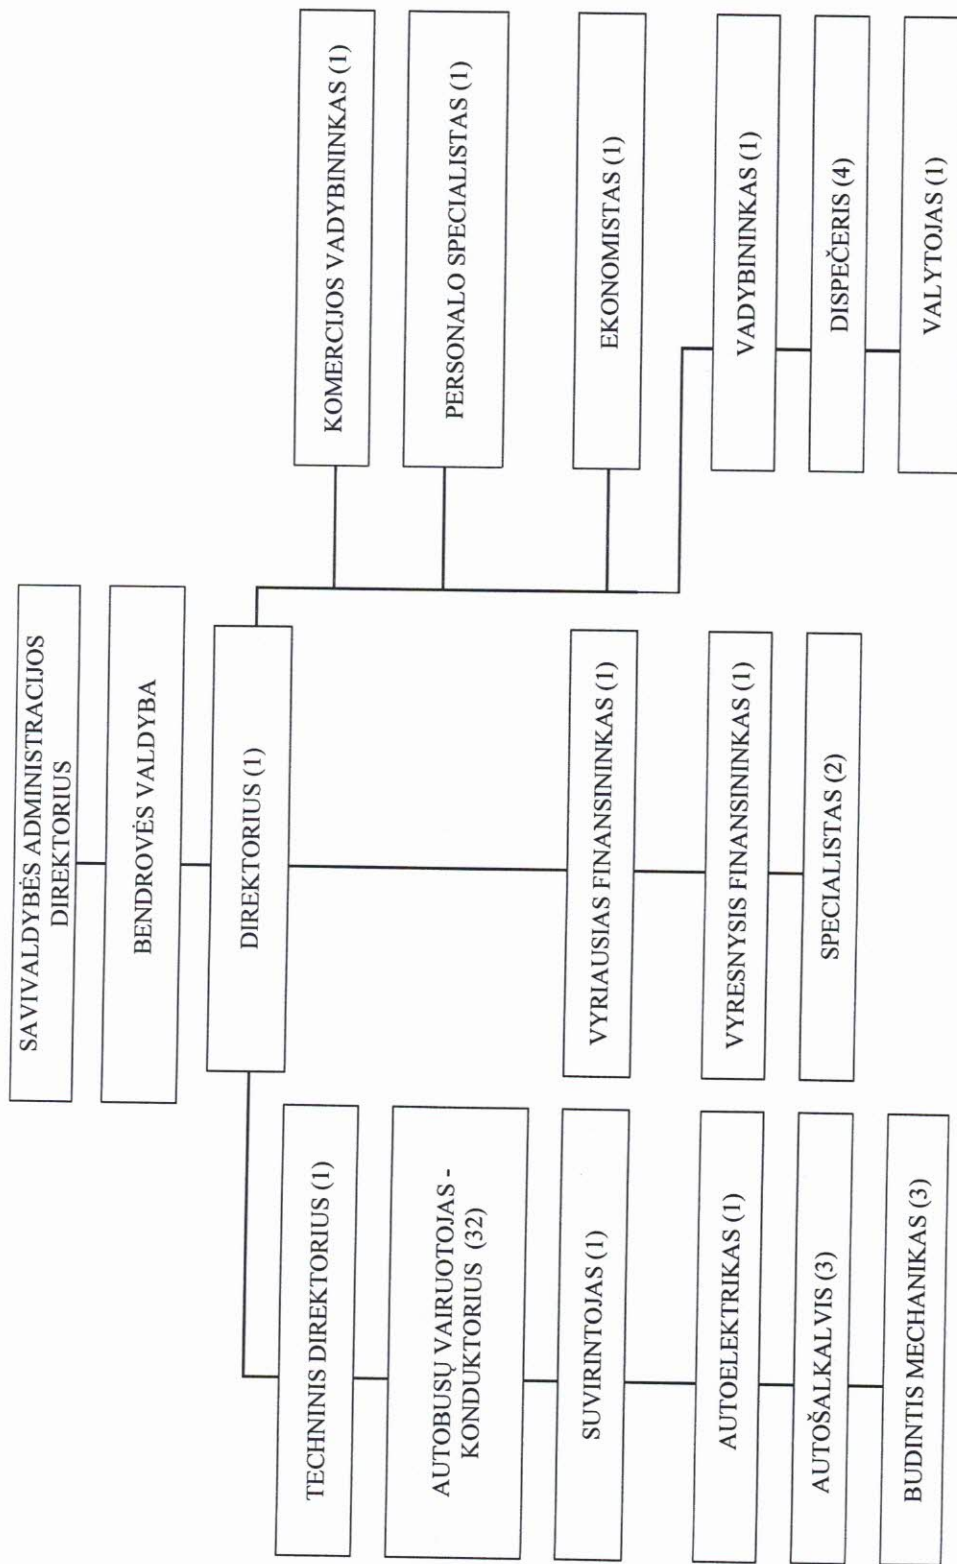 SAVIVALDYBĖS ADMINISTRACIJOS
DIREKTORIUS
BENDROVĖS VALDYBA
DIREKTORIUS (1)
TECHNINIS DIREKTORIUS (1)
AUTOBUSŲ VAIRUOTOJAS -
KONDUKTORIUS (32)
SUVIRINTOJAS (1)
AUTOELEKTRIKAS (1)
AUTOŠALKALVIS (3)
BUDINTIS MECHANIKAS (3)
VYRIAUSIAS FINANSININKAS (1)
VYRESNYSIS FINANSININKAS (1)
SPECIALISTAS (2)
KOMERCIJOS VADYBININKAS (1)
PERSONALO SPECIALISTAS (1)
EKONOMISTAS (1)
VADYBININKAS (1)
DISPEČERIS (4)
VALYTOJAS (1)